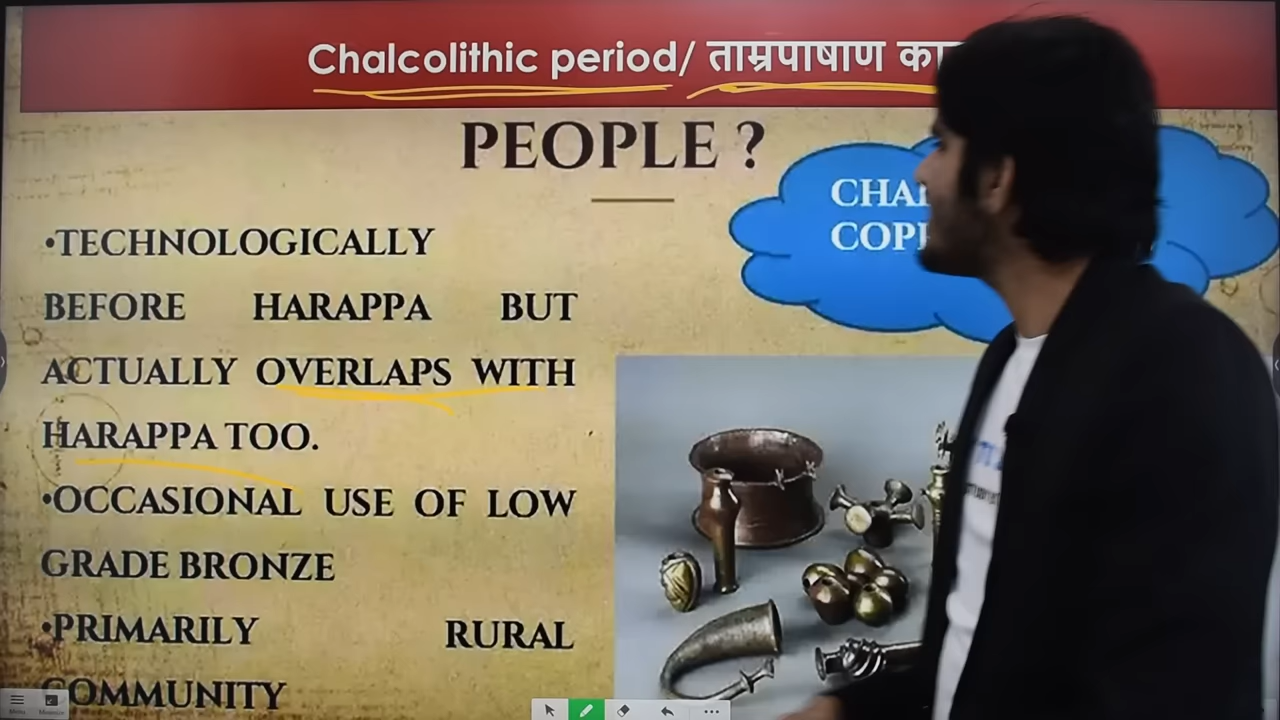 Chalcolithic period/ ताम्रपाषाण
PEOPLE ?
•TECHNOLOGICALLY
BEFORE HARAPPA BUT
ACTUALLY OVERLAPS WITH
HARAPPA TOO.
•OCCASIONAL USE OF LOW
GRADE BRONZE
•PRIMARILY RURAL
COMMUNITY